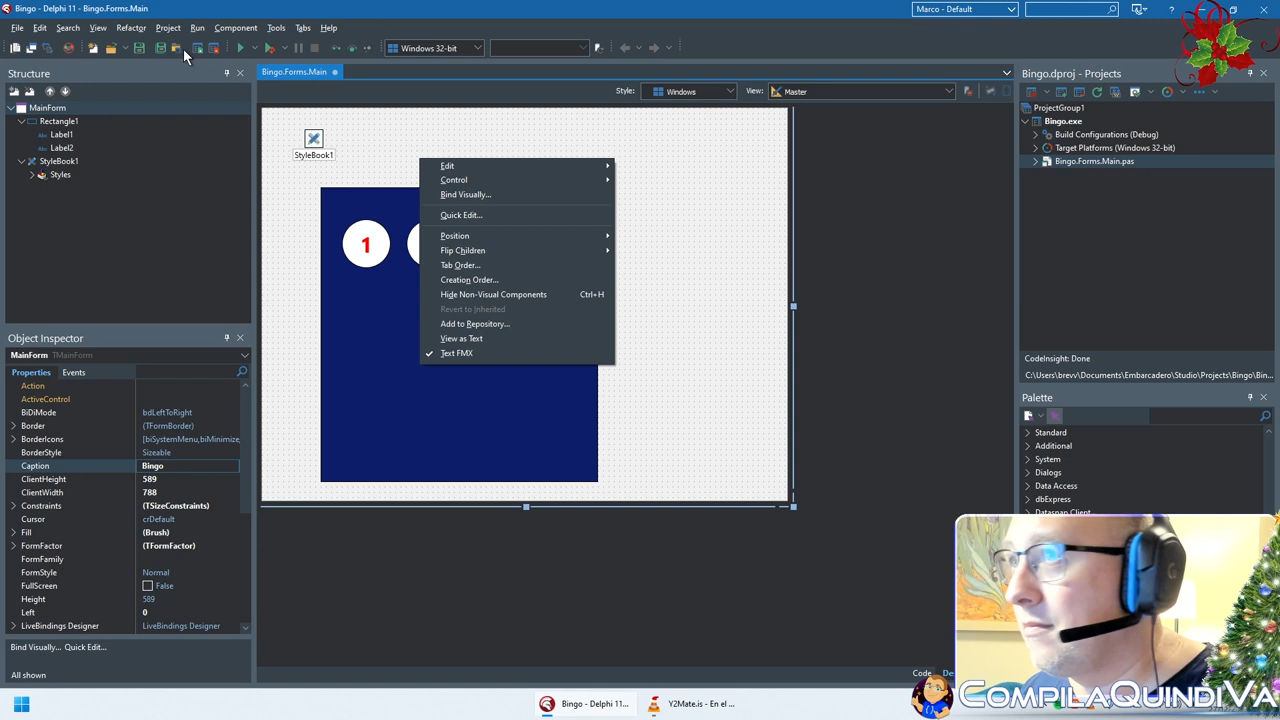 Bingo - Delphi 11 - Bingo.Forms.Main
Marco - Default
File Edit Search View Refactor Project Run Component Tools Tabs Help
Windows 32-bit
Structure
Bingo.Forms.Main
Bingo.dproj - Projects
Style: Windows View: Master
MainForm
Rectangle1
Label1
Label2
StyleBook1
Styles
StyleBook1
1
Edit
Control
Bind Visually...
Quick Edit...
Position
Flip Children
Tab Order...
Creation Order...
Hide Non-Visual Components Ctrl+H
Revert to Inherited
Add to Repository...
View as Text
Text FMX
ProjectGroup1
Bingo.exe
Build Configurations (Debug)
Target Platforms (Windows 32-bit)
Bingo.Forms.Main.pas
CodeInsight: Done
C:\Users\brevv\Documents\Embarcadero\Studio\Projects\Bingo\Bin...
Object Inspector
MainForm TMainForm
Properties Events
Action
ActiveControl
BiDiMode bdLeftToRight
Border (TFormBorder)
BorderIcons [biSystemMenu,biMinimize,
BorderStyle Sizeable
Caption Bingo
ClientHeight 589
ClientWidth 788
Constraints (TSizeConstraints)
Cursor crDefault
Fill (Brush)
FormFactor (TFormFactor)
FormFamily
FormStyle Normal
FullScreen False
Height 589
Left 0
LiveBindings Designer LiveBindings Designer
Bind Visually... Quick Edit...
All shown
Palette
Standard
Additional
System
Dialogs
Data Access
dbExpress
Datasnap Client
Code De
Bingo - Delphi 11...
Y2Mate.is - En el ...
CompilaQuindiVa